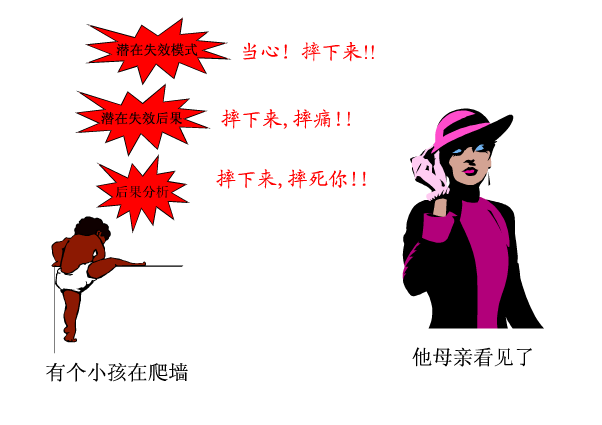 潜在失效模式 当心！摔下来!!
潜在失效后果 摔下来,摔痛!!
后果分析 摔下来,摔死你!!
有个小孩在爬墙
他母亲看见了